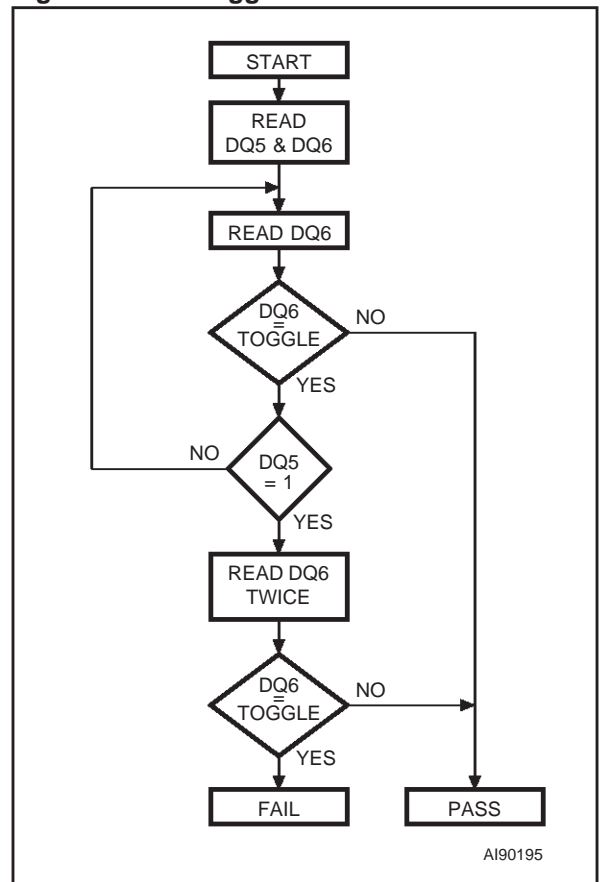 START
READ
DQ5 & DQ6
READ DQ6
DQ6
=
TOGGLE
NO
YES
NO
DQ5
= 1
YES
READ DQ6
TWICE
DQ6
=
TOGGLE
NO
YES
FAIL
PASS
AI90195